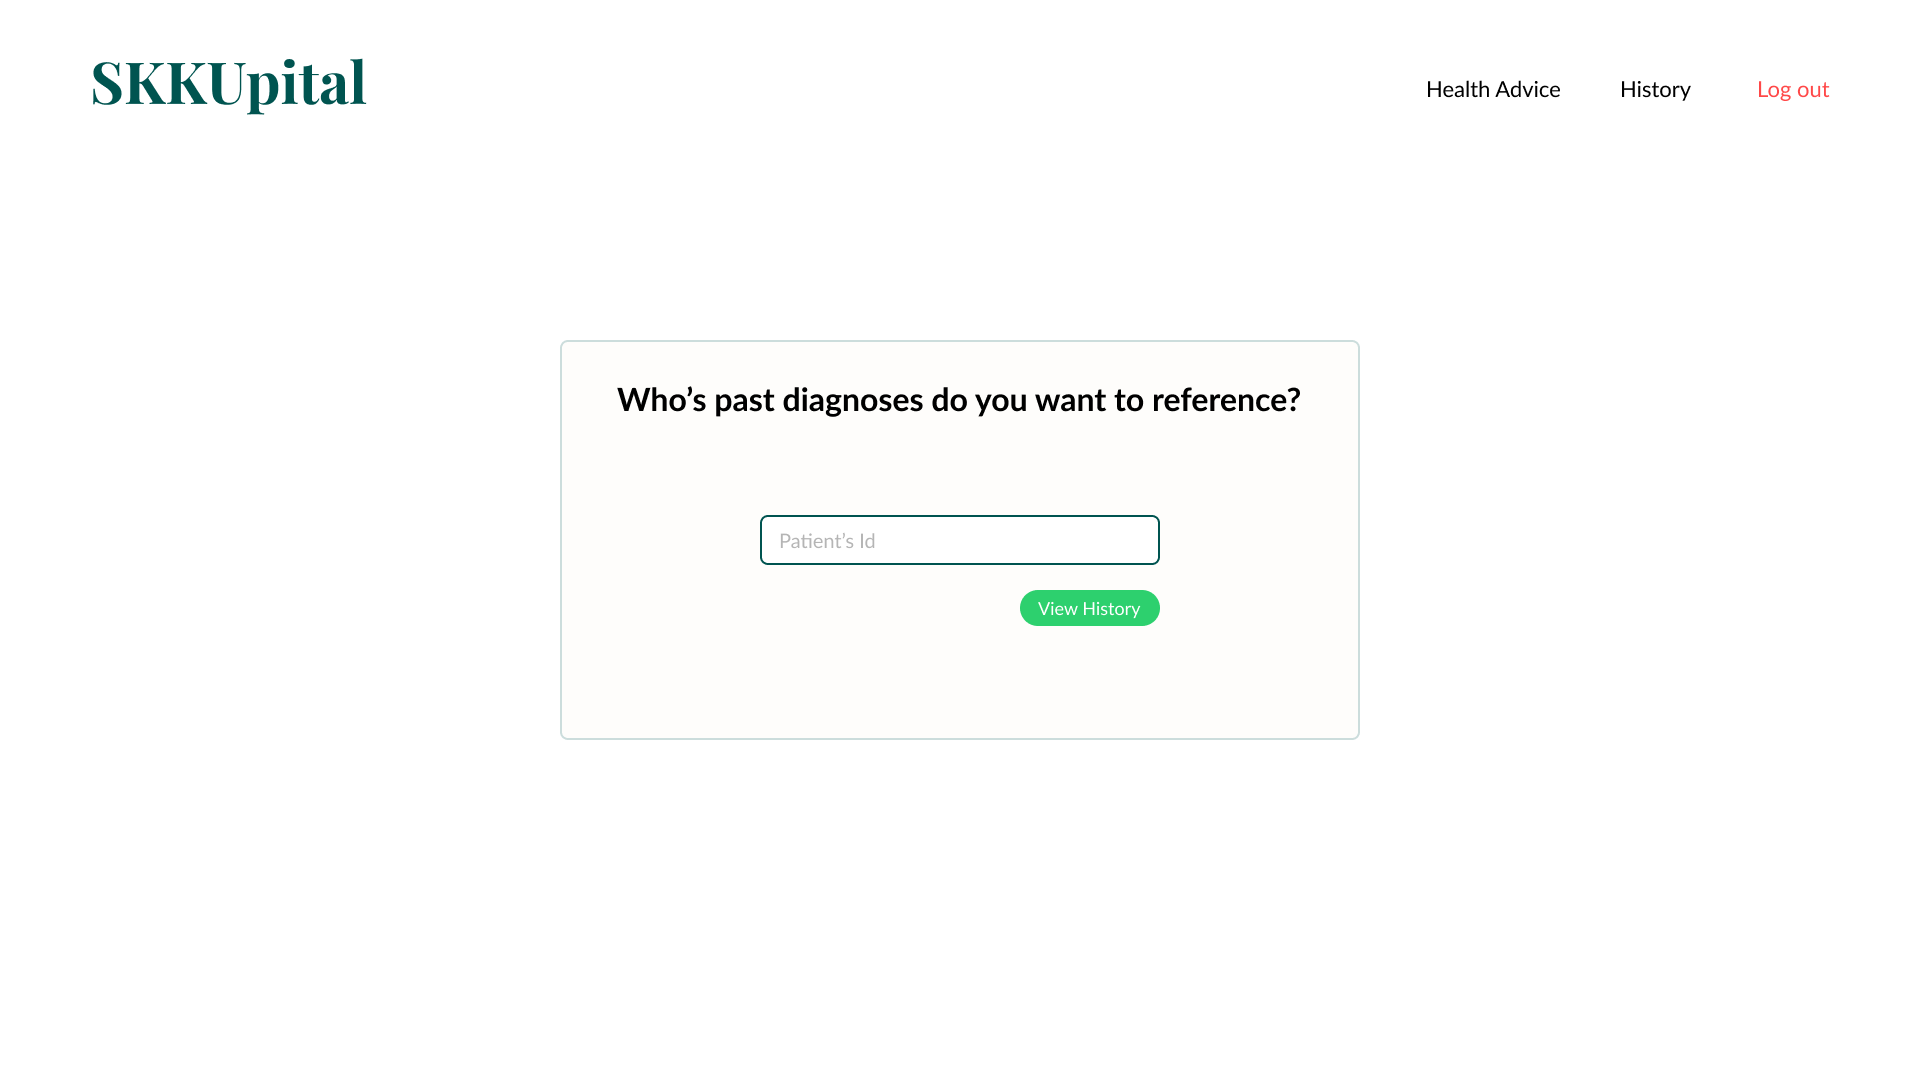 SKKUpital
Health Advice
History
Log out
Who’s past diagnoses do you want to reference?
Patient’s Id
View History